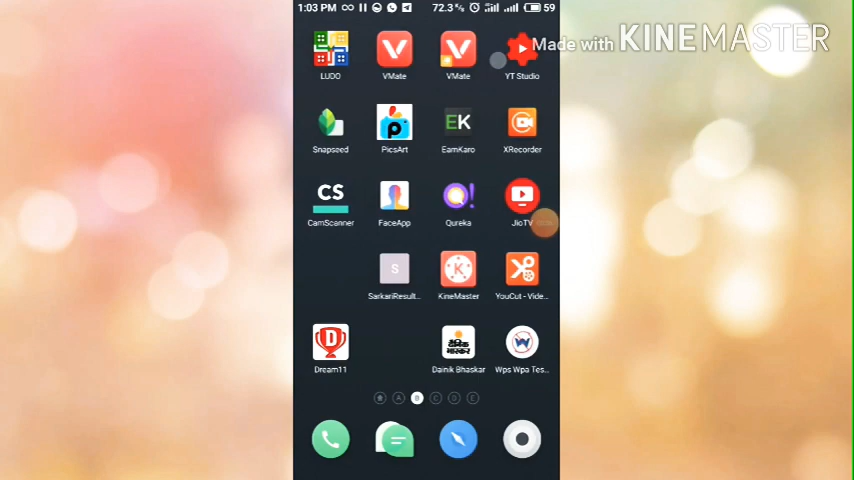 1:03 PM
72.3 K/s
59
Made with KINEMASTER
LUDO
VMate
VMate
YT Studio
EK
Snapseed
PicsArt
EarnKaro
XRecorder
CS
CamScanner
FaceApp
Qureka
JioTV
S
K
SarkariResult...
KineMaster
YouCut - Vide...
D
दैनिक
भास्कर
W
Dream11
Dainik Bhaskar
Wps Wpa Tes...
A
B
C
D
E